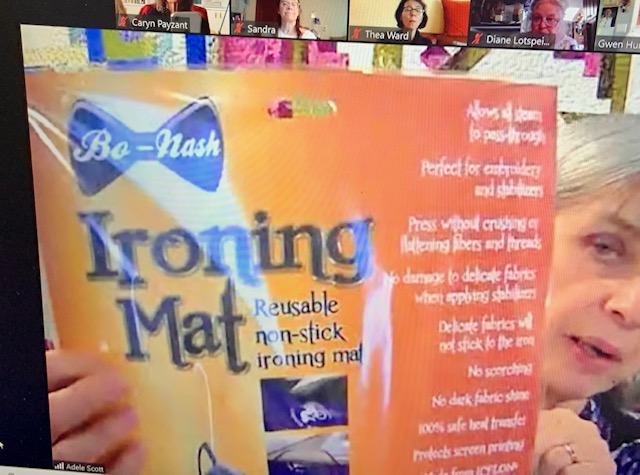 Caryn Payzant
Sandra
Thea Ward
Diane Lotspei...
Gwen Hu
Bo-Nash
Ironing
Mat
Reusable
non-stick
ironing mat
Allows all steam
to pass through
Perfect for embroidery
and stabilizers
Press without crushing or
flattening fibers and threads
No damage to delicate fabrics
when applying stabilizers
Delicate fabrics will
not stick to the iron
No scorching
No dark fabric shine
100% safe heat transfer
Protects screen printing
Adele Scott